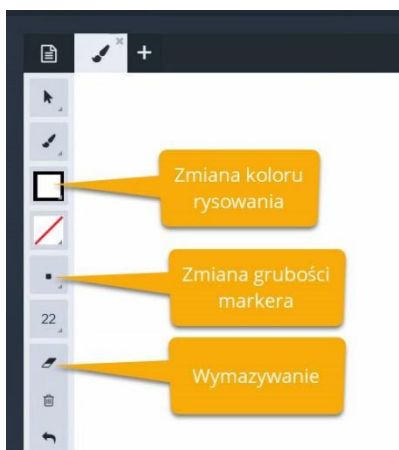 Zmiana koloru
rysowania
Zmiana grubości
markera
22
Wymazywanie